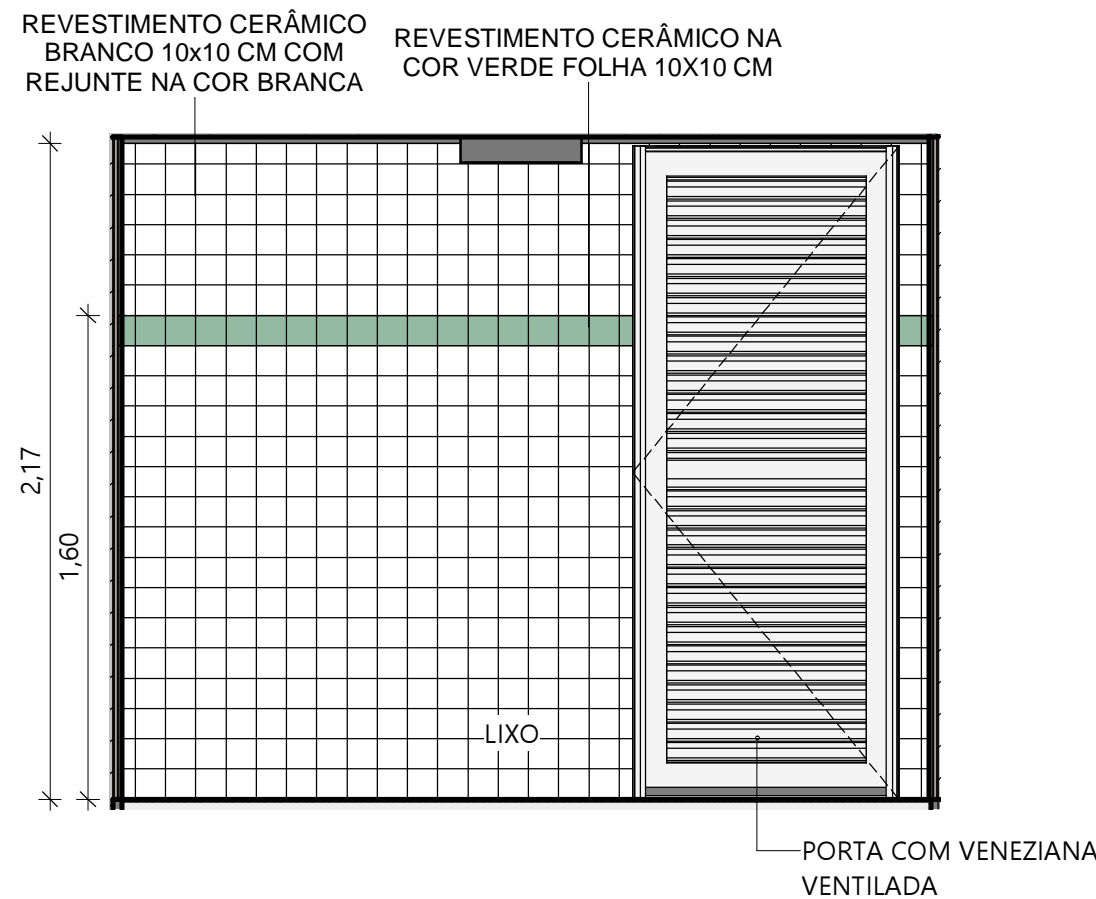 REVESTIMENTO CERÂMICO
BRANCO 10x10 CM COM
REJUNTE NA COR BRANCA
REVESTIMENTO CERÂMICO NA
COR VERDE FOLHA 10X10 CM
2,17
1,60
LIXO
PORTA COM VENEZIANA
VENTILADA